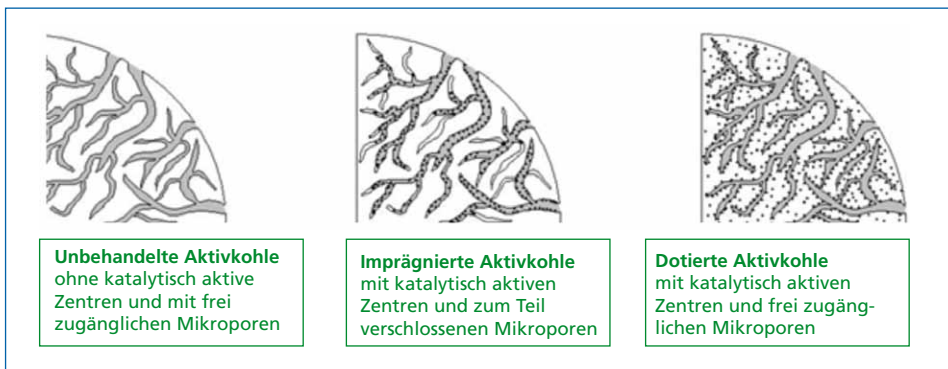 Unbehandelte Aktivkohle
ohne katalytisch aktive
Zentren und mit frei
zugänglichen Mikroporen
Imprägnierte Aktivkohle
mit katalytisch aktiven
Zentren und zum Teil
verschlossenen Mikroporen
Dotierte Aktivkohle
mit katalytisch aktiven
Zentren und frei zugäng-
lichen Mikroporen